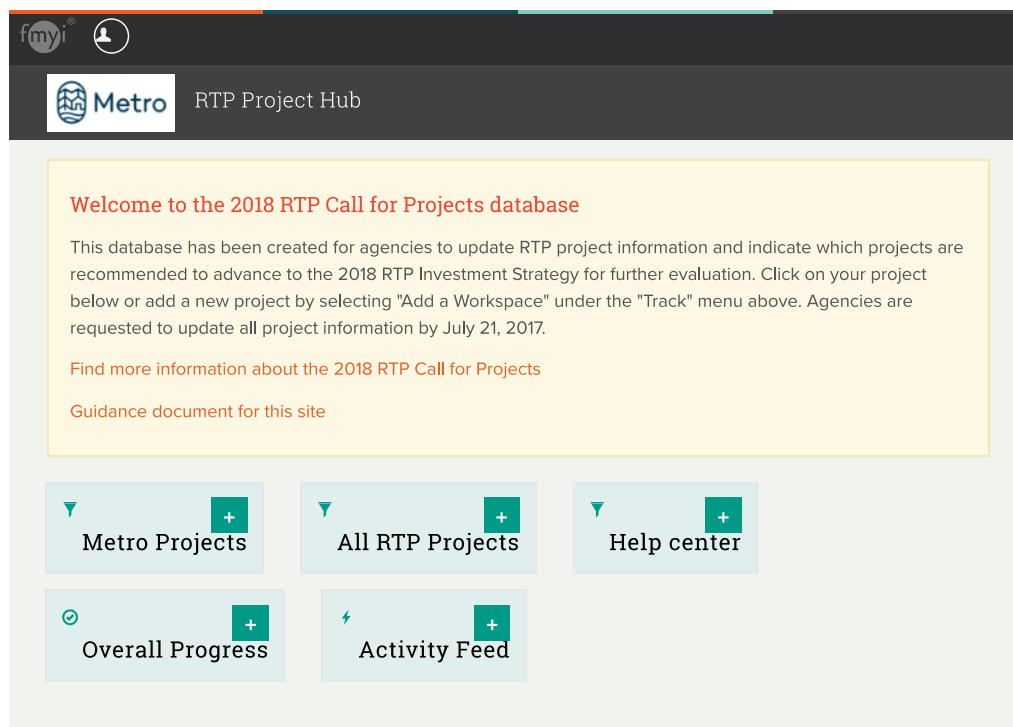 fmyi®
Metro
RTP Project Hub
Welcome to the 2018 RTP Call for Projects database
This database has been created for agencies to update RTP project information and indicate which projects are
recommended to advance to the 2018 RTP Investment Strategy for further evaluation. Click on your project
below or add a new project by selecting "Add a Workspace" under the "Track" menu above. Agencies are
requested to update all project information by July 21, 2017.
Find more information about the 2018 RTP Call for Projects
Guidance document for this site
+ + +
Metro Projects All RTP Projects Help center
+ +
Overall Progress Activity Feed